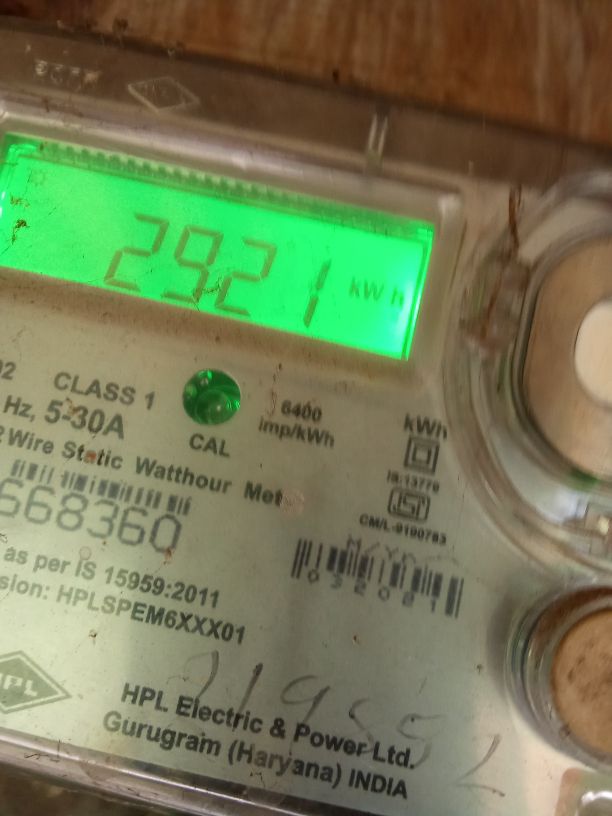 2921 kWh
CLASS 1
Hz, 5-30A
CAL
6400
imp/kWh
kWh
2 Wire Static Watthour Met
IS:13779
CM/L-9190783
668360
as per IS 15959:2011
sion: HPLSPEM6XXX01
HPL
HPL Electric & Power Ltd.
Gurugram (Haryana) INDIA